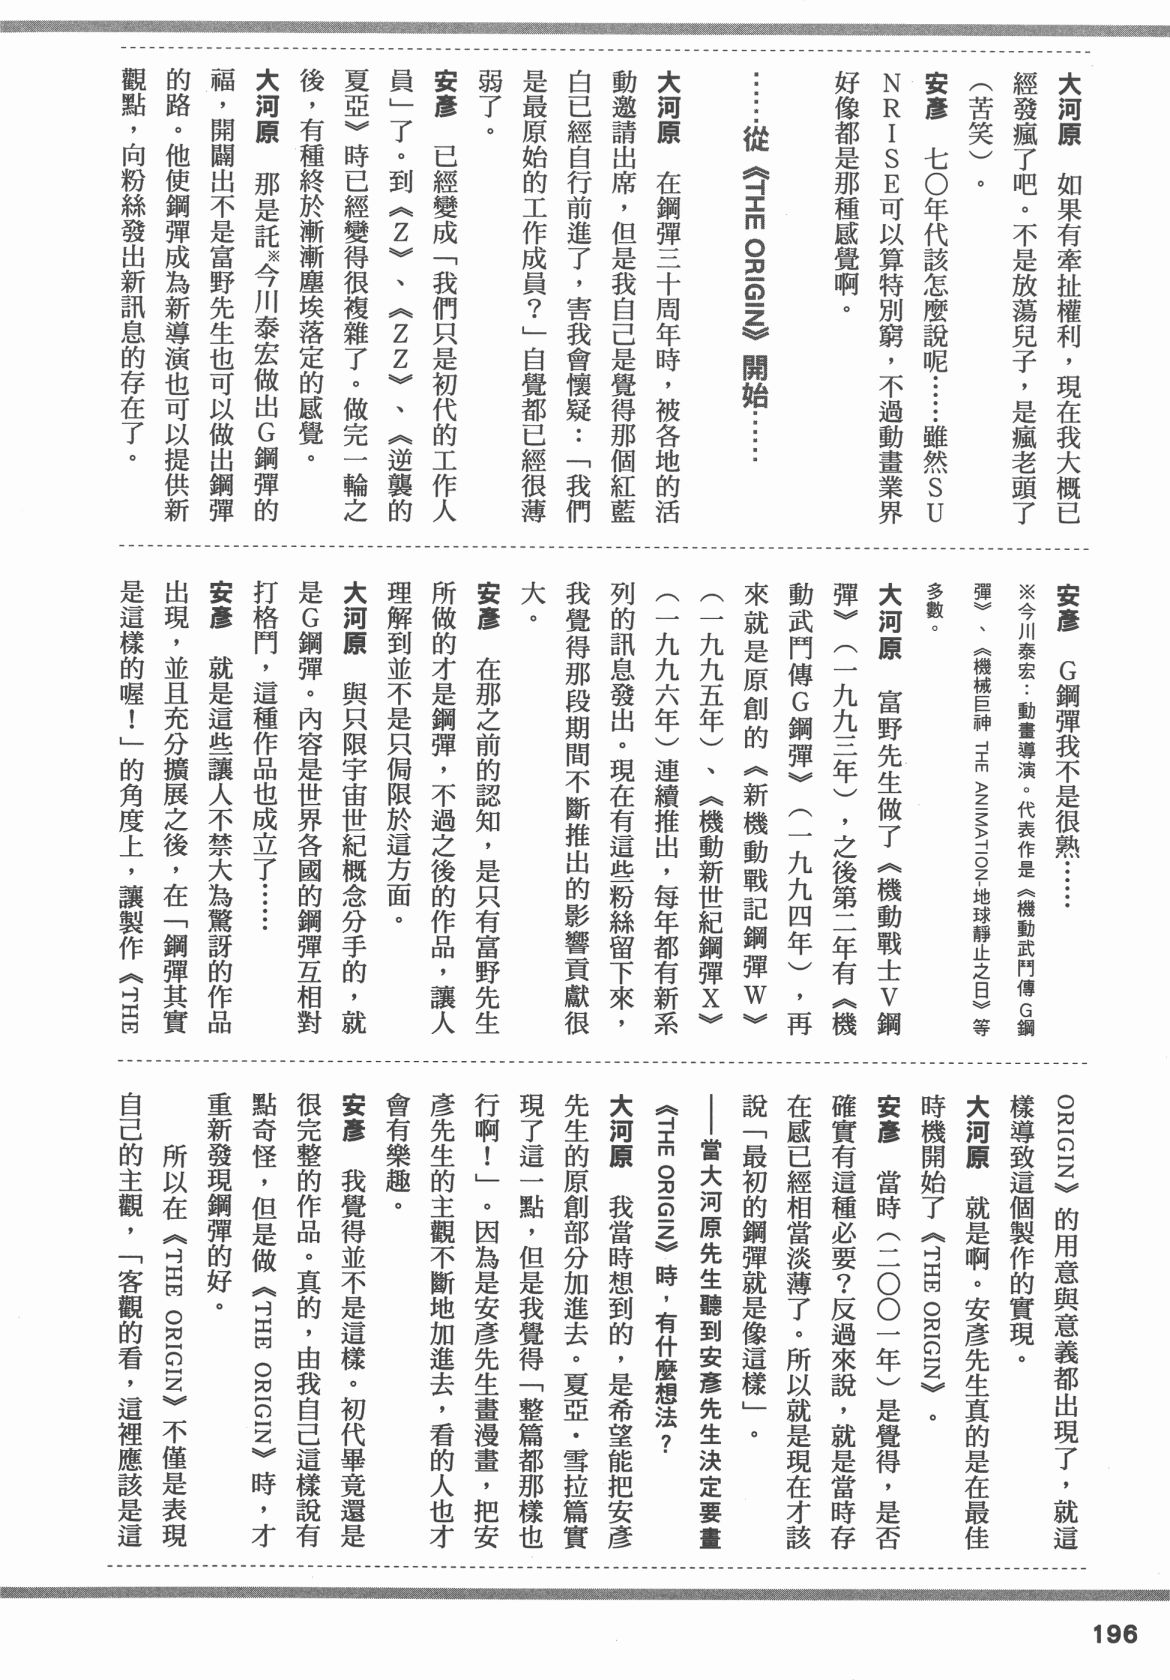 大河原　如果有牽扯權利，現在我大概已
經發瘋了吧。不是放蕩兒子，是瘋老頭了
（苦笑）。
安彥　七〇年代該怎麼說呢……雖然ＳＵ
ＮＲＩＳＥ可以算特別窮，不過動畫業界
好像都是那種感覺啊。
……從《THE ORIGIN》開始……
大河原　在鋼彈三十周年時，被各地的活
動邀請出席，但是我自己是覺得那個紅藍
白已經自行前進了，害我會懷疑：「我們
是最原始的工作成員？」自覺都已經很薄
弱了。
安彥　已經變成「我們只是初代的工作人
員」了。到《Ｚ》、《ＺＺ》、《逆襲的
夏亞》時已經變得很複雜了。做完一輪之
後，有種終於漸漸塵埃落定的感覺。
大河原　那是託※今川泰宏做出Ｇ鋼彈的
福，開闢出不是富野先生也可以做出鋼彈
的路。他使鋼彈成為新導演也可以提供新
觀點，向粉絲發出新訊息的存在了。
安彥　Ｇ鋼彈我不是很熟……
※今川泰宏：動畫導演。代表作是《機動武鬥傳Ｇ鋼
彈》、《機械巨神 THE ANIMATION-地球靜止之日》等
多數。
大河原　富野先生做了《機動戰士Ｖ鋼
彈》（一九九三年），之後第二年有《機
動武鬥傳Ｇ鋼彈》（一九九四年），再
來就是原創的《新機動戰記鋼彈Ｗ》
（一九九五年）、《機動新世紀鋼彈Ｘ》
（一九九六年）連續推出，每年都有新系
列的訊息發出。現在有這些粉絲留下來，
我覺得那段期間不斷推出的影響貢獻很
大。
安彥　在那之前的認知，是只有富野先生
所做的才是鋼彈，不過之後的作品，讓人
理解到並不是只侷限於這方面。
大河原　與只限宇宙世紀概念分手的，就
是Ｇ鋼彈。內容是世界各國的鋼彈互相對
打格鬥，這種作品也成立了……
安彥　就是這些讓人不禁大為驚訝的作品
出現，並且充分擴展之後，在「鋼彈其實
是這樣的喔！」的角度上，讓製作《THE
ORIGIN》的用意與意義都出現了，就這
樣導致這個製作的實現。
大河原　就是啊。安彥先生真的是在最佳
時機開始了《THE ORIGIN》。
安彥　當時（二〇〇一年）是覺得，是否
確實有這種必要？反過來說，就是當時存
在感已經相當淡薄了。所以就是現在才該
說「最初的鋼彈就是像這樣」。
——當大河原先生聽到安彥先生決定要畫
《THE ORIGIN》時，有什麼想法？
大河原　我當時想到的，是希望能把安彥
先生的原創部分加進去。夏亞・雪拉篇實
現了這一點，但是我覺得「整篇都那樣也
行啊！」。因為是安彥先生畫漫畫，把安
彥先生的主觀不斷地加進去，看的人也才
會有樂趣。
安彥　我覺得並不是這樣。初代畢竟還是
很完整的作品。真的，由我自己這樣說有
點奇怪，但是做《THE ORIGIN》時，才
重新發現鋼彈的好。
　所以在《THE ORIGIN》不僅是表現
自己的主觀，「客觀的看，這裡應該是這
196